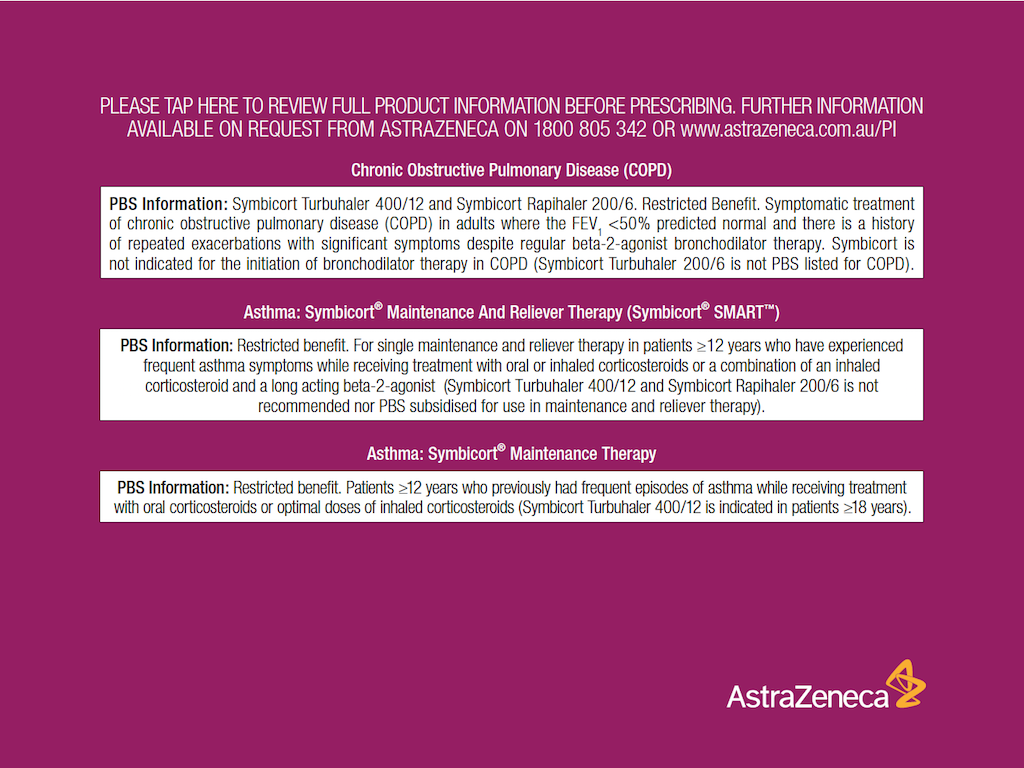 PLEASE TAP HERE TO REVIEW FULL PRODUCT INFORMATION BEFORE PRESCRIBING. FURTHER INFORMATION
AVAILABLE ON REQUEST FROM ASTRAZENECA ON 1800 805 342 OR www.astrazeneca.com.au/PI
Chronic Obstructive Pulmonary Disease (COPD)
PBS Information: Symbicort Turbuhaler 400/12 and Symbicort Rapihaler 200/6. Restricted Benefit. Symptomatic treatment
of chronic obstructive pulmonary disease (COPD) in adults where the FEV₁ <50% predicted normal and there is a history
of repeated exacerbations with significant symptoms despite regular beta-2-agonist bronchodilator therapy. Symbicort is
not indicated for the initiation of bronchodilator therapy in COPD (Symbicort Turbuhaler 200/6 is not PBS listed for COPD).
Asthma: Symbicort® Maintenance And Reliever Therapy (Symbicort® SMART™)
PBS Information: Restricted benefit. For single maintenance and reliever therapy in patients ≥12 years who have experienced
frequent asthma symptoms while receiving treatment with oral or inhaled corticosteroids or a combination of an inhaled
corticosteroid and a long acting beta-2-agonist (Symbicort Turbuhaler 400/12 and Symbicort Rapihaler 200/6 is not
recommended nor PBS subsidised for use in maintenance and reliever therapy).
Asthma: Symbicort® Maintenance Therapy
PBS Information: Restricted benefit. Patients ≥12 years who previously had frequent episodes of asthma while receiving treatment
with oral corticosteroids or optimal doses of inhaled corticosteroids (Symbicort Turbuhaler 400/12 is indicated in patients ≥18 years).
AstraZeneca